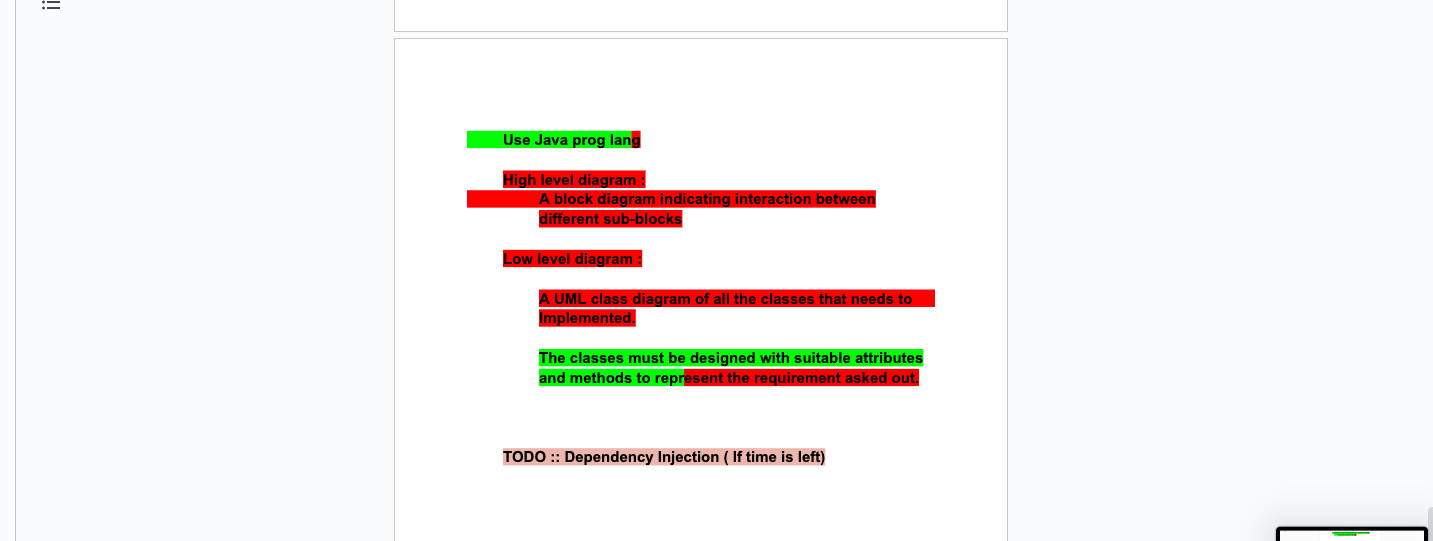 Use Java prog lang
High level diagram :
A block diagram indicating interaction between
different sub-blocks
Low level diagram :
A UML class diagram of all the classes that needs to
Implemented.
The classes must be designed with suitable attributes
and methods to represent the requirement asked out.
TODO :: Dependency Injection ( If time is left)